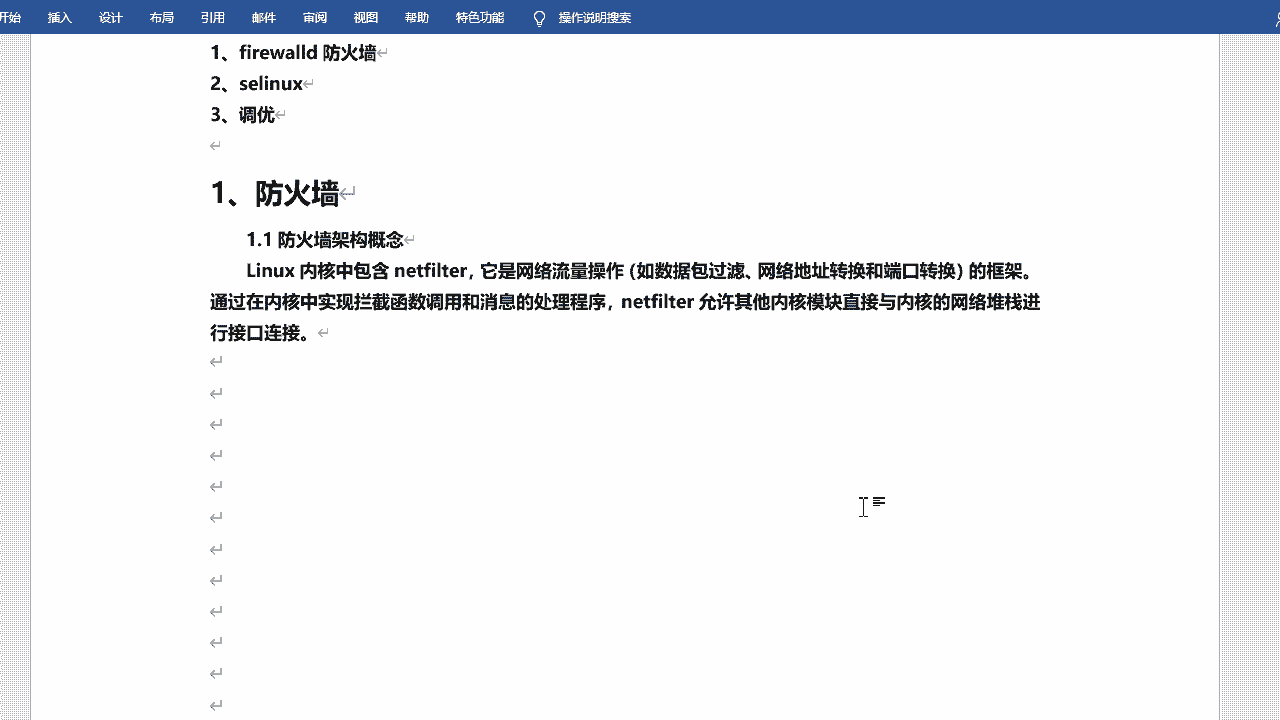 开始 插入 设计 布局 引用 邮件 审阅 视图 帮助 特色功能 操作说明搜索
1、firewalld 防火墙
2、selinux
3、调优
1、防火墙
1.1 防火墙架构概念
Linux 内核中包含 netfilter，它是网络流量操作（如数据包过滤、网络地址转换和端口转换）的框架。
通过在内核中实现拦截函数调用和消息的处理程序，netfilter 允许其他内核模块直接与内核的网络堆栈进
行接口连接。